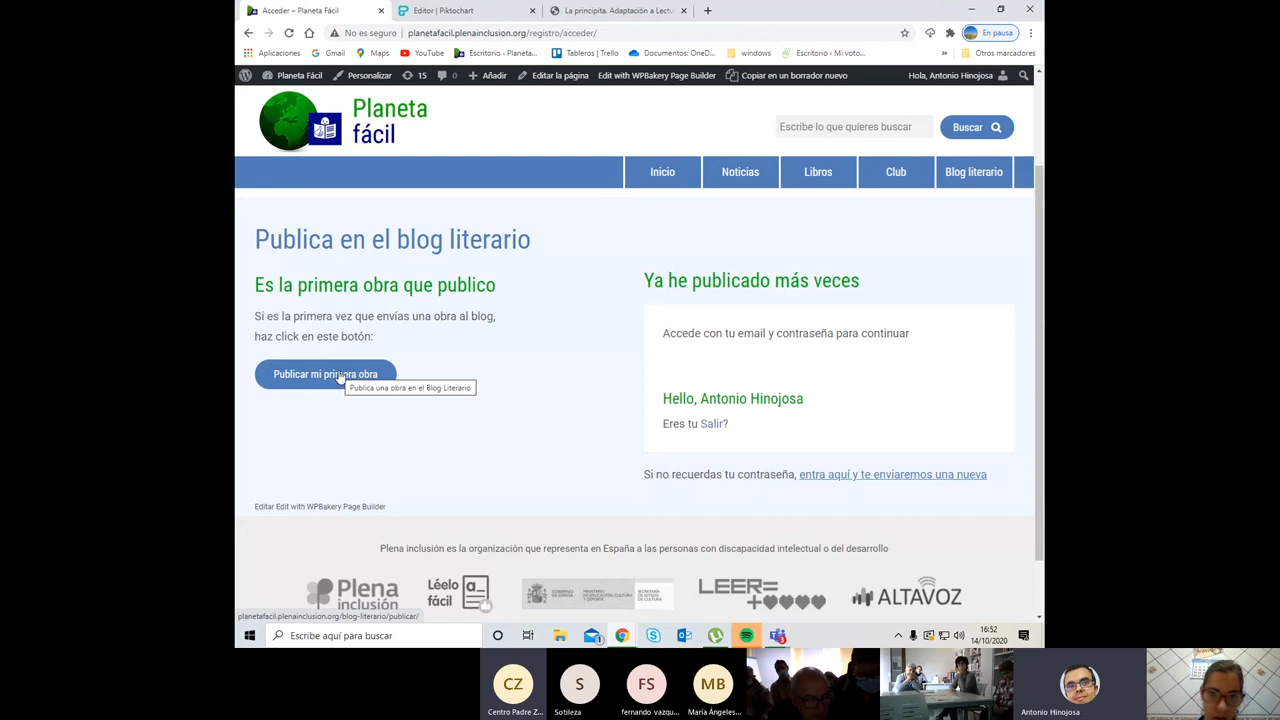 Acceder – Planeta Fácil
Editor | Piktochart
La principita. Adaptación a Lectu
No es seguro
planetafacil.plenainclusion.org/registro/acceder/
En pausa
Aplicaciones
Gmail
Maps
YouTube
Escritorio ‹ Planeta...
Tableros | Trello
Documentos: OneD...
windows
Escritorio ‹ Mi voto...
»
Otros marcadores
Planeta Fácil
Personalizar
15
0
Añadir
Editar la página
Edit with WPBakery Page Builder
Copiar en un borrador nuevo
Hola, Antonio Hinojosa
Planeta
fácil
Escribe lo que quieres buscar
Buscar
Inicio
Noticias
Libros
Club
Blog literario
Publica en el blog literario
Es la primera obra que publico
Si es la primera vez que envías una obra al blog,
haz click en este botón:
Publicar mi primera obra
Publica una obra en el Blog Literario
Ya he publicado más veces
Accede con tu email y contraseña para continuar
Hello, Antonio Hinojosa
Eres tu Salir?
Si no recuerdas tu contraseña, entra aquí y te enviaremos una nueva
Editar Edit with WPBakery Page Builder
Plena inclusión es la organización que representa en España a las personas con discapacidad intelectual o del desarrollo
Plena
inclusión
Léelo
fácil
LEER=
ALTAVOZ
planetafacil.plenainclusion.org/blog-literario/publicar/
Escribe aquí para buscar
16:52
14/10/2020
CZ
Centro Padre Z...
S
Sotileza
FS
fernando vazqu...
MB
María Ángeles...
Antonio Hinojosa